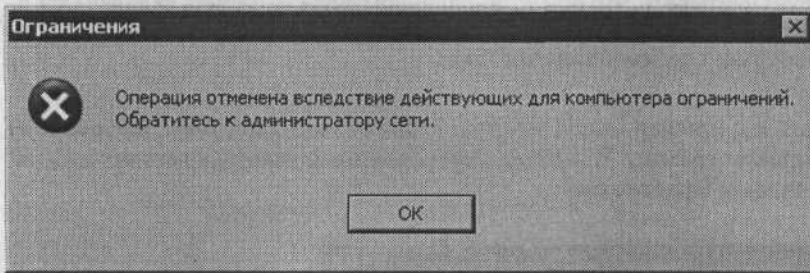 Ограничения
Операция отменена вследствие действующих для компьютера ограничений.
Обратитесь к администратору сети.
OK